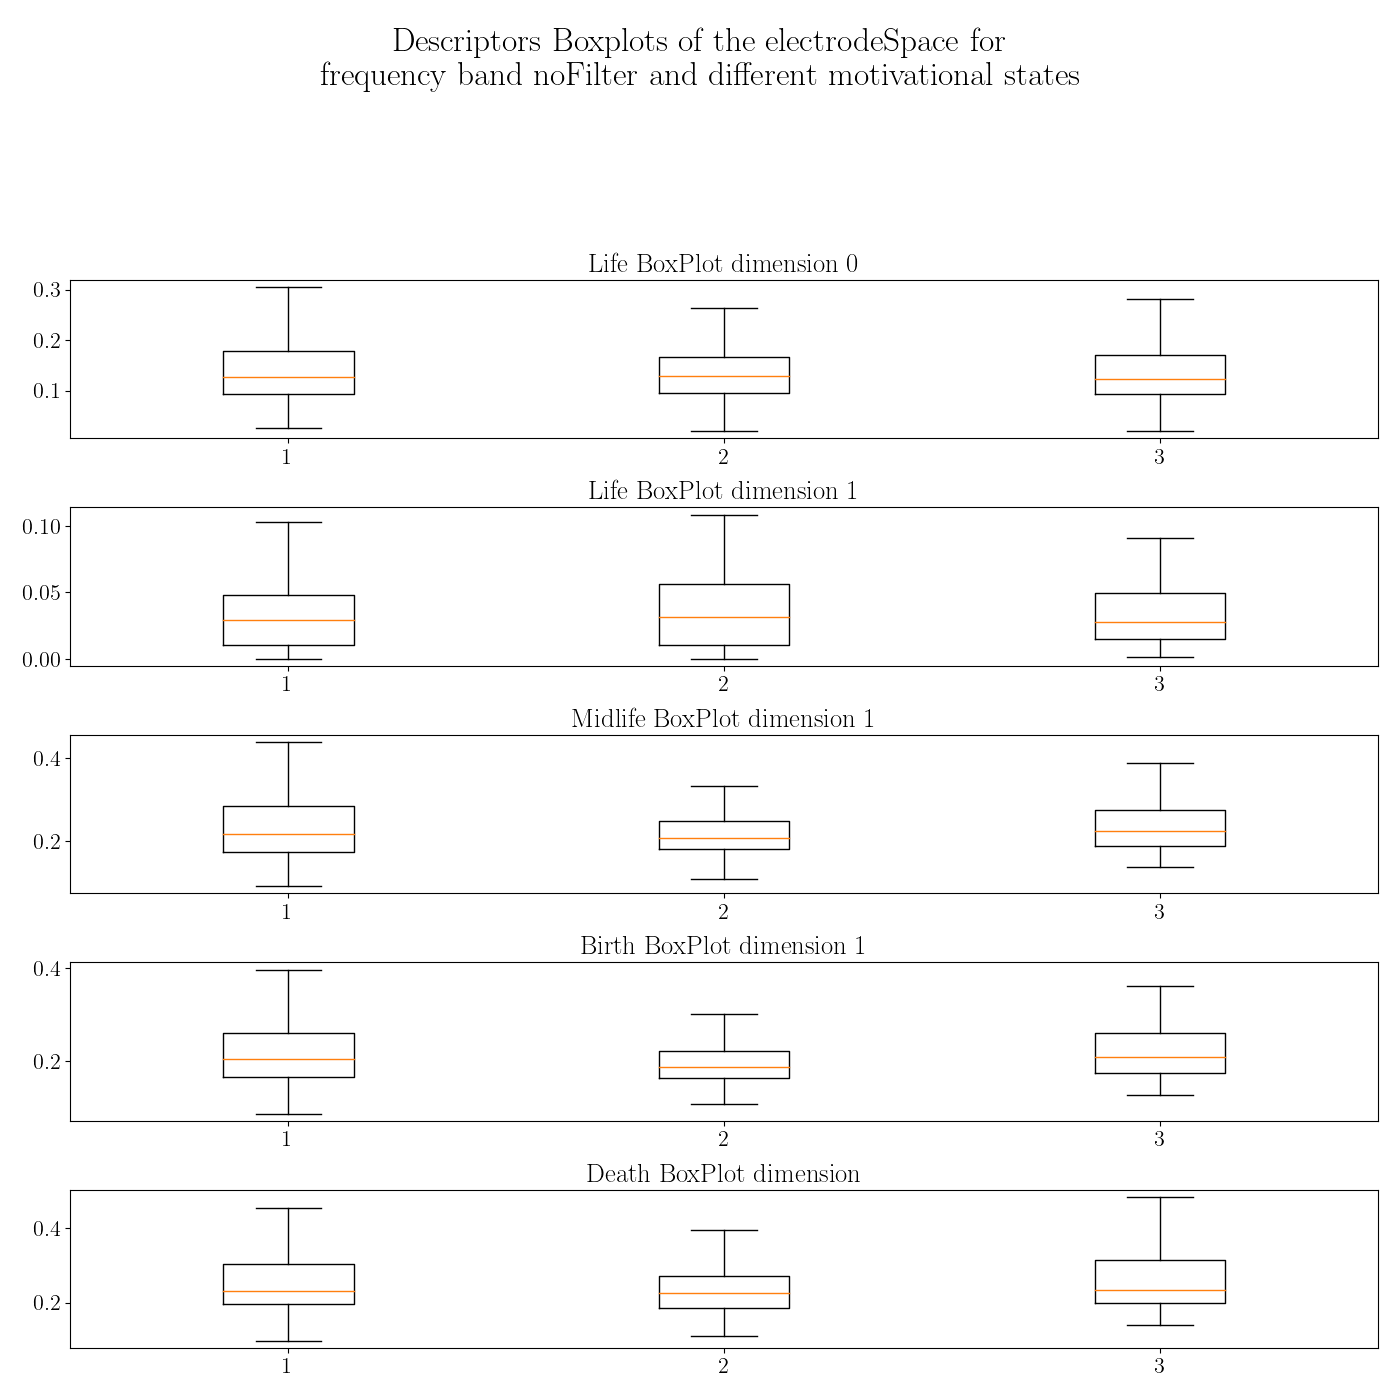 Descriptors Boxplots of the electrodeSpace for
frequency band noFilter and different motivational states
Life BoxPlot dimension 0
0.3
0.2
0.1
1 2 3
Life BoxPlot dimension 1
0.10
0.05
0.00
1 2 3
Midlife BoxPlot dimension 1
0.4
0.2
1 2 3
Birth BoxPlot dimension 1
0.4
0.2
1 2 3
Death BoxPlot dimension
0.4
0.2
1 2 3